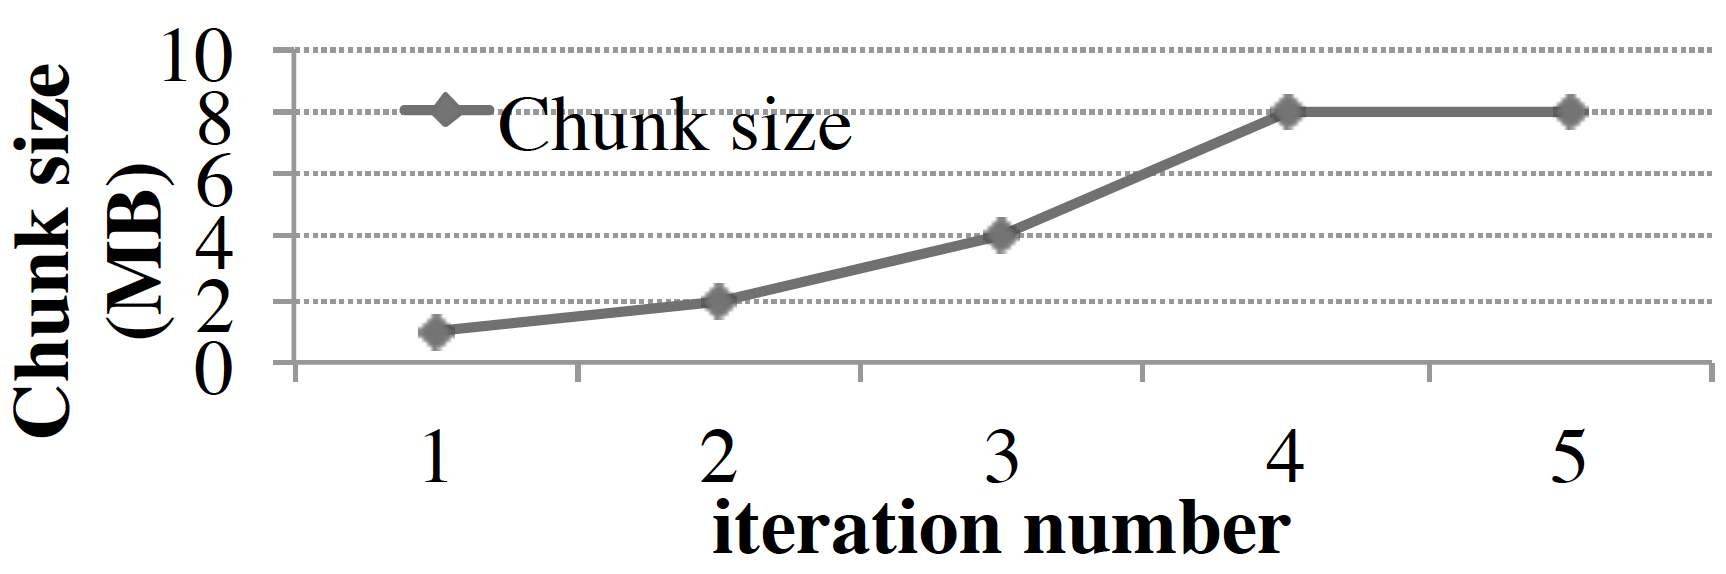 Chunk size
(MB)
10
8
6
4
2
0
Chunk size
1 2 3 4 5
iteration number